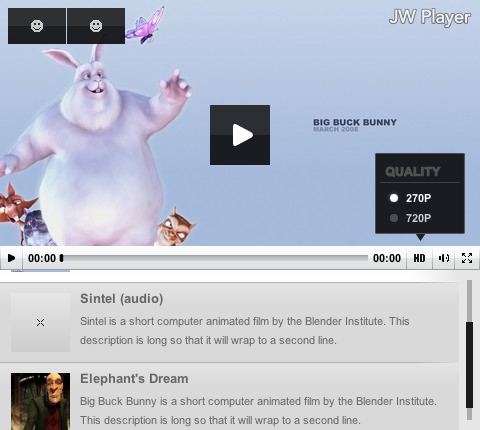 JW Player
BIG BUCK BUNNY
MARCH 2008
QUALITY
270P
720P
00:00
00:00
HD
Sintel (audio)
Sintel is a short computer animated film by the Blender Institute. This
description is long so that it will wrap to a second line.
Elephant's Dream
Big Buck Bunny is a short computer animated film by the Blender Institute.
This description is long so that it will wrap to a second line.